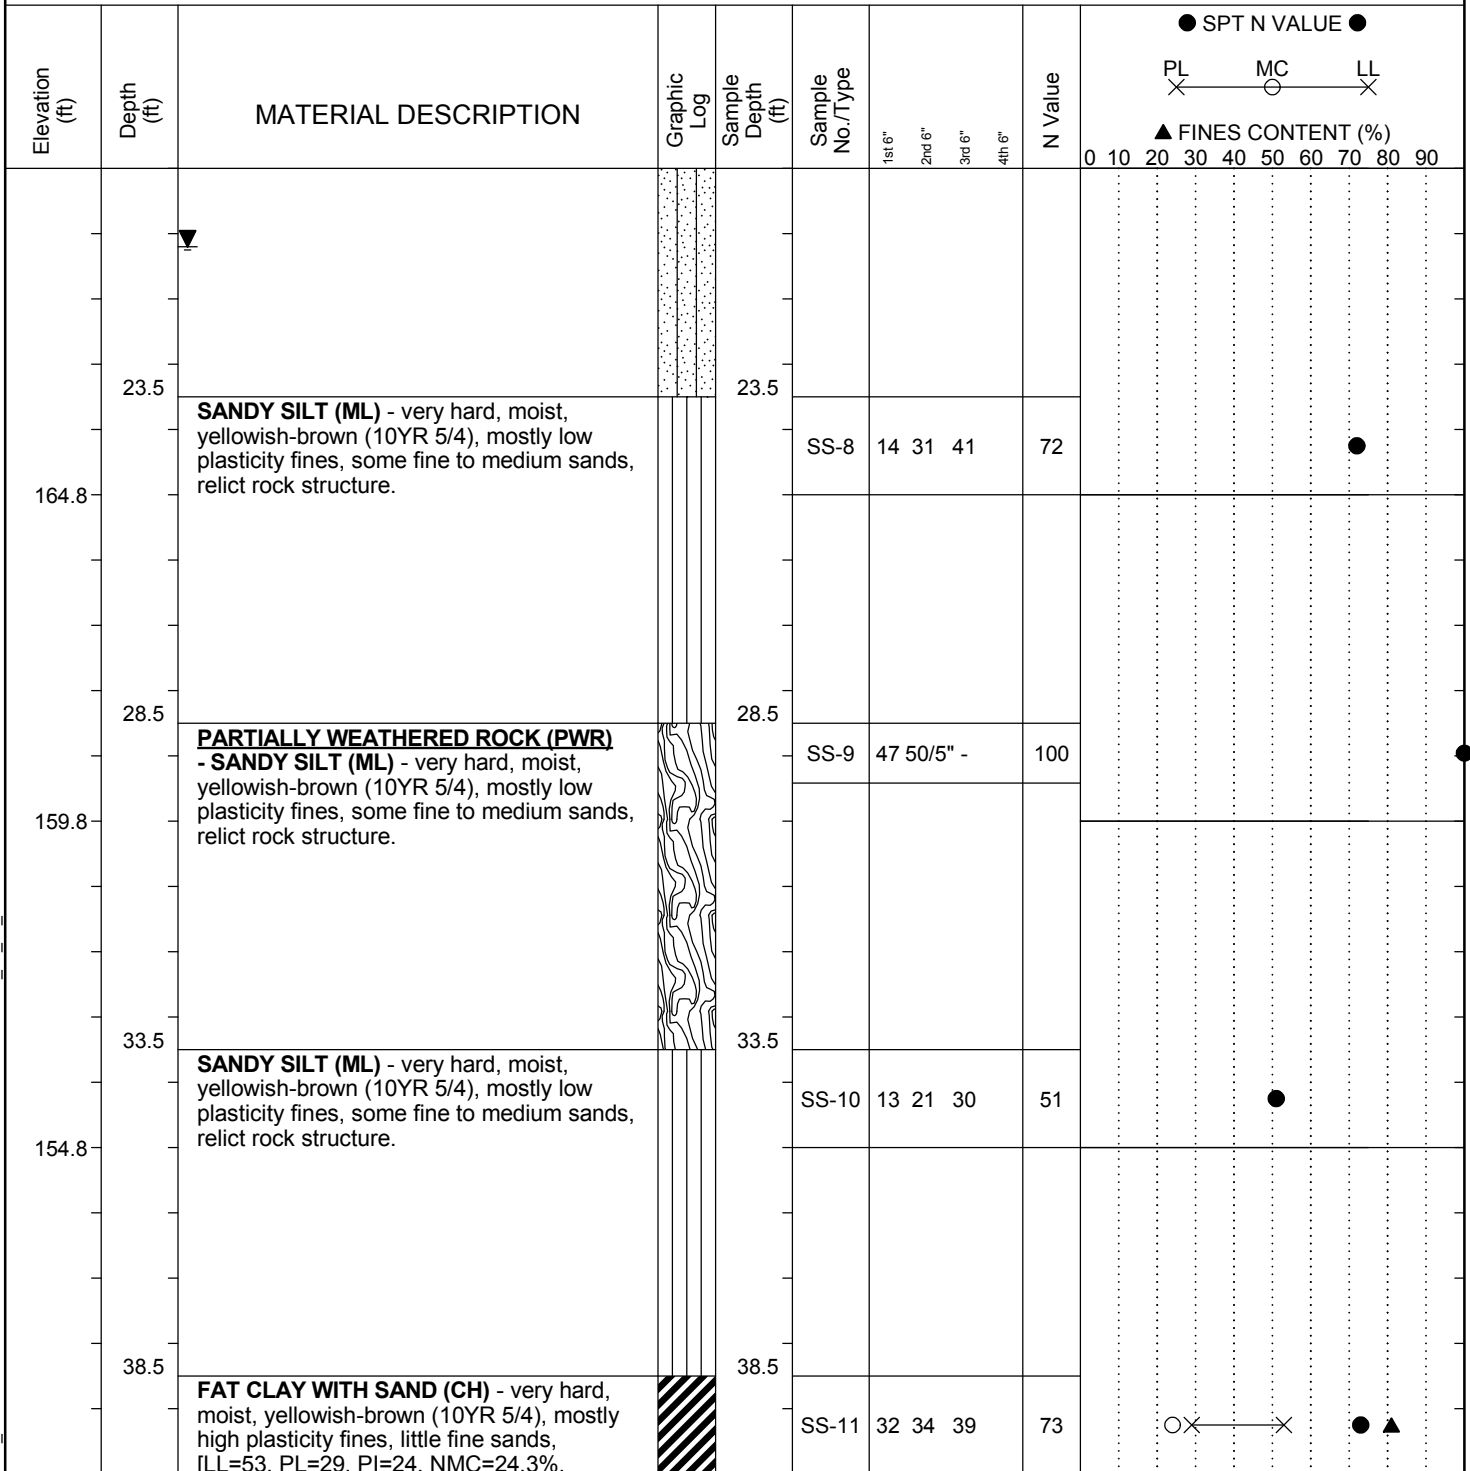 ● SPT N VALUE ●
PL MC LL
▲ FINES CONTENT (%)
Elevation (ft)
Depth (ft)
MATERIAL DESCRIPTION
Graphic Log
Sample Depth (ft)
Sample No./Type
1st 6"
2nd 6"
3rd 6"
4th 6"
N Value
0 10 20 30 40 50 60 70 80 90
23.5 23.5
SANDY SILT (ML) - very hard, moist,
yellowish-brown (10YR 5/4), mostly low
plasticity fines, some fine to medium sands,
relict rock structure.
SS-8 14 31 41 72
164.8
28.5 28.5
PARTIALLY WEATHERED ROCK (PWR)
- SANDY SILT (ML) - very hard, moist,
yellowish-brown (10YR 5/4), mostly low
plasticity fines, some fine to medium sands,
relict rock structure.
SS-9 47 50/5" - 100
159.8
33.5 33.5
SANDY SILT (ML) - very hard, moist,
yellowish-brown (10YR 5/4), mostly low
plasticity fines, some fine to medium sands,
relict rock structure.
SS-10 13 21 30 51
154.8
38.5 38.5
FAT CLAY WITH SAND (CH) - very hard,
moist, yellowish-brown (10YR 5/4), mostly
high plasticity fines, little fine sands,
[LL=53, PL=29, PI=24, NMC=24.3%,
SS-11 32 34 39 73